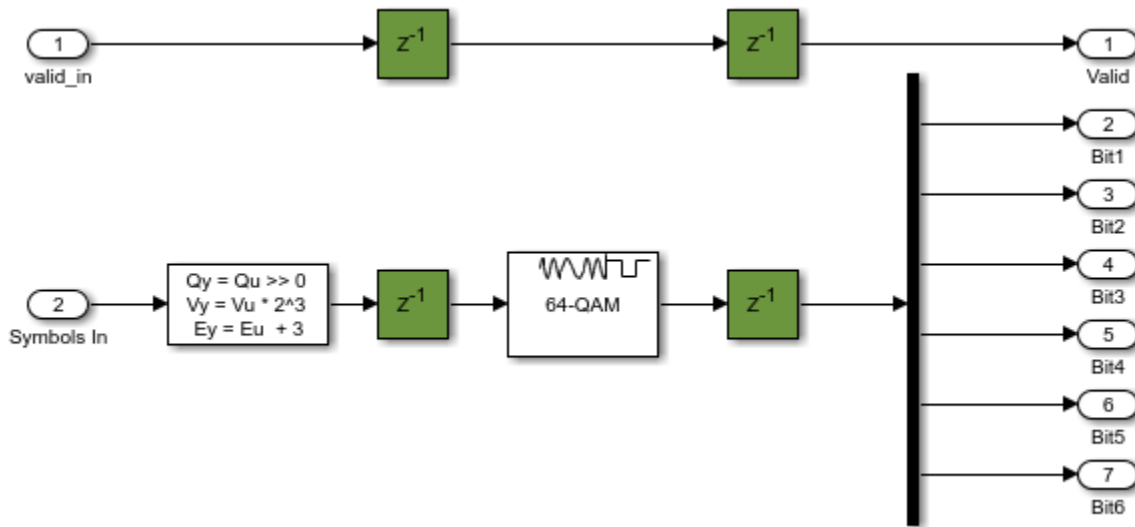 1
valid_in
z-1
z-1
1
Valid
2
Bit1
3
Bit2
4
Bit3
5
Bit4
6
Bit5
7
Bit6
2
Symbols In
Qy = Qu >> 0
Vy = Vu * 2^3
Ey = Eu + 3
z-1
64-QAM
z-1